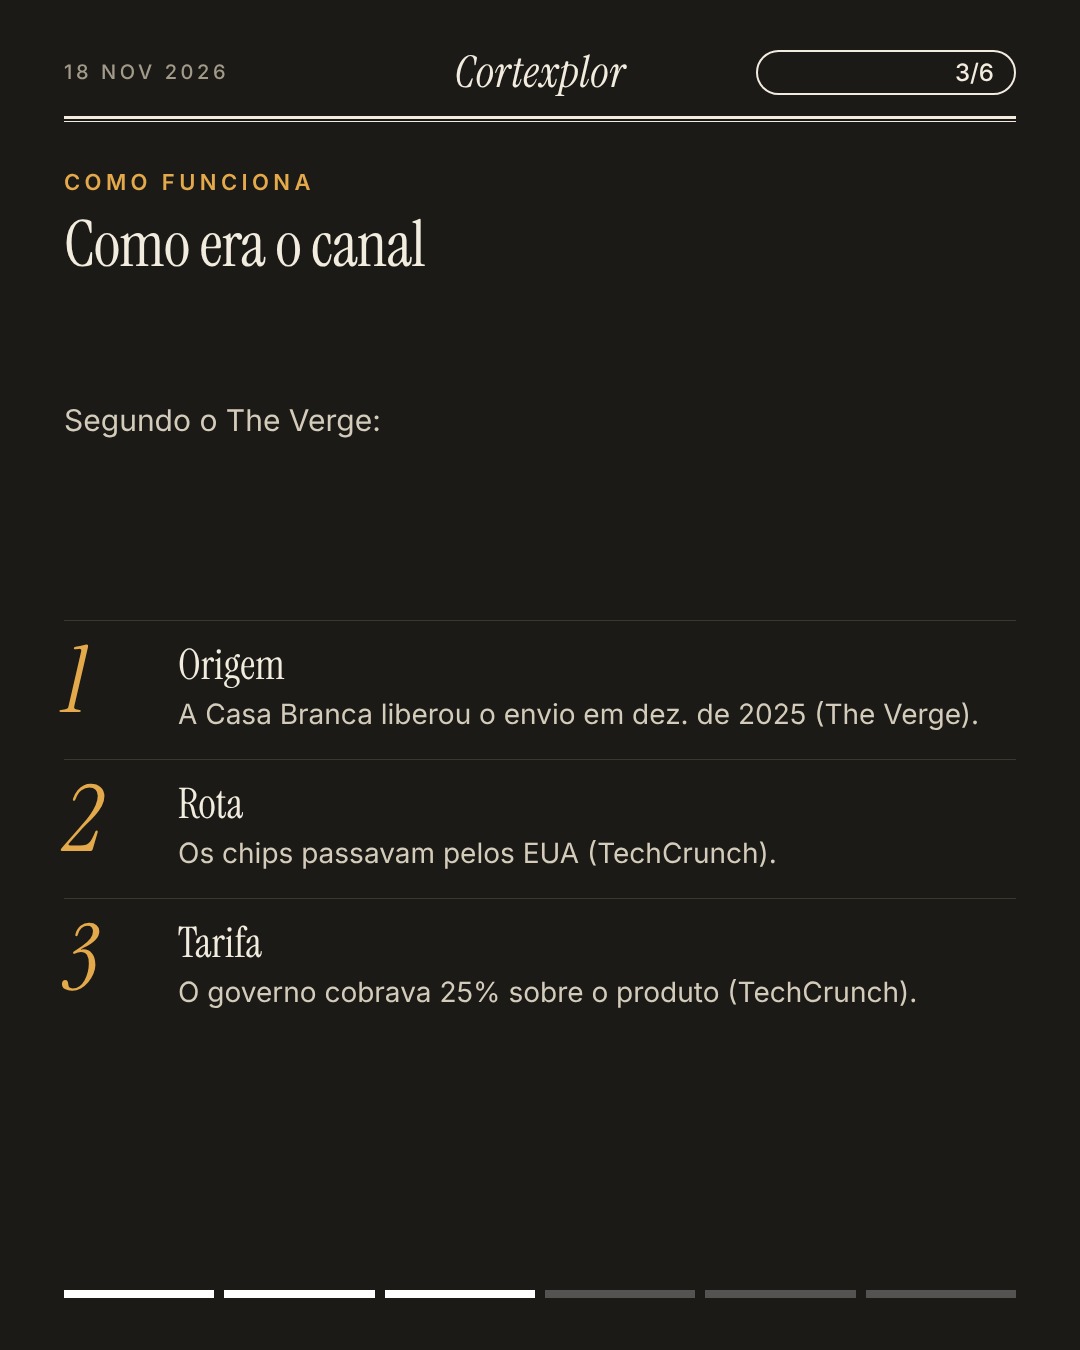 18 NOV 2026
Cortexplor
3/6
COMO FUNCIONA
Como era o canal
Segundo o The Verge:
1
Origem
A Casa Branca liberou o envio em dez. de 2025 (The Verge).
2
Rota
Os chips passavam pelos EUA (TechCrunch).
3
Tarifa
O governo cobrava 25% sobre o produto (TechCrunch).